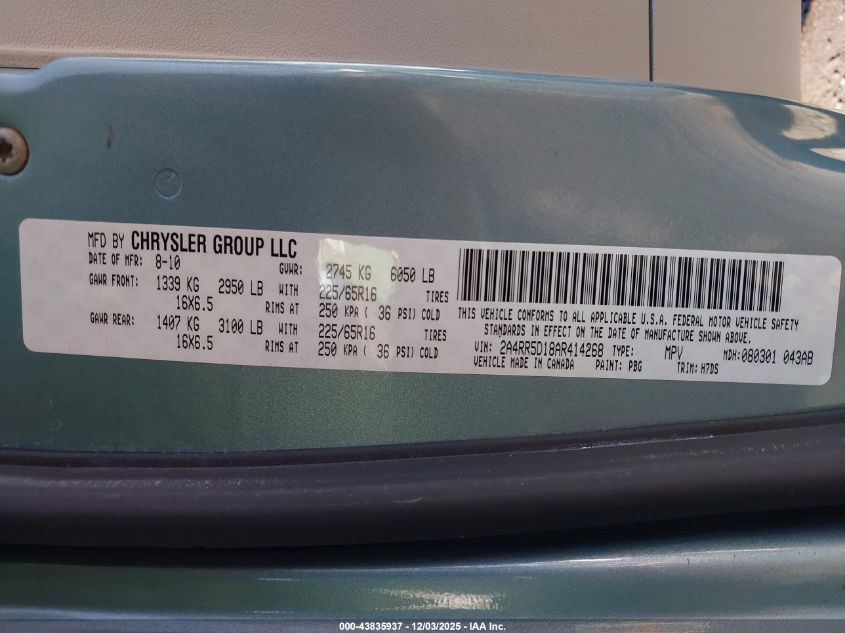 MFD BY CHRYSLER GROUP LLC
DATE OF MFR: 8-10 GVWR: 2745 KG 6050 LB
GAWR FRONT: 1339 KG 2950 LB WITH 225/65R16 TIRES
16X6.5 RIMS AT 250 KPA ( 36 PSI) COLD
GAWR REAR: 1407 KG 3100 LB WITH 225/65R16 TIRES
16X6.5 RIMS AT 250 KPA ( 36 PSI) COLD
THIS VEHICLE CONFORMS TO ALL APPLICABLE U.S.A. FEDERAL MOTOR VEHICLE SAFETY
STANDARDS IN EFFECT ON THE DATE OF MANUFACTURE SHOWN ABOVE.
VIN: 2A4RR5D18AR414268 TYPE: MPV MDH:080301 043AB
VEHICLE MADE IN CANADA PAINT: PBG TRIM: H7DS
000-43835937 - 12/03/2025 - IAA Inc.